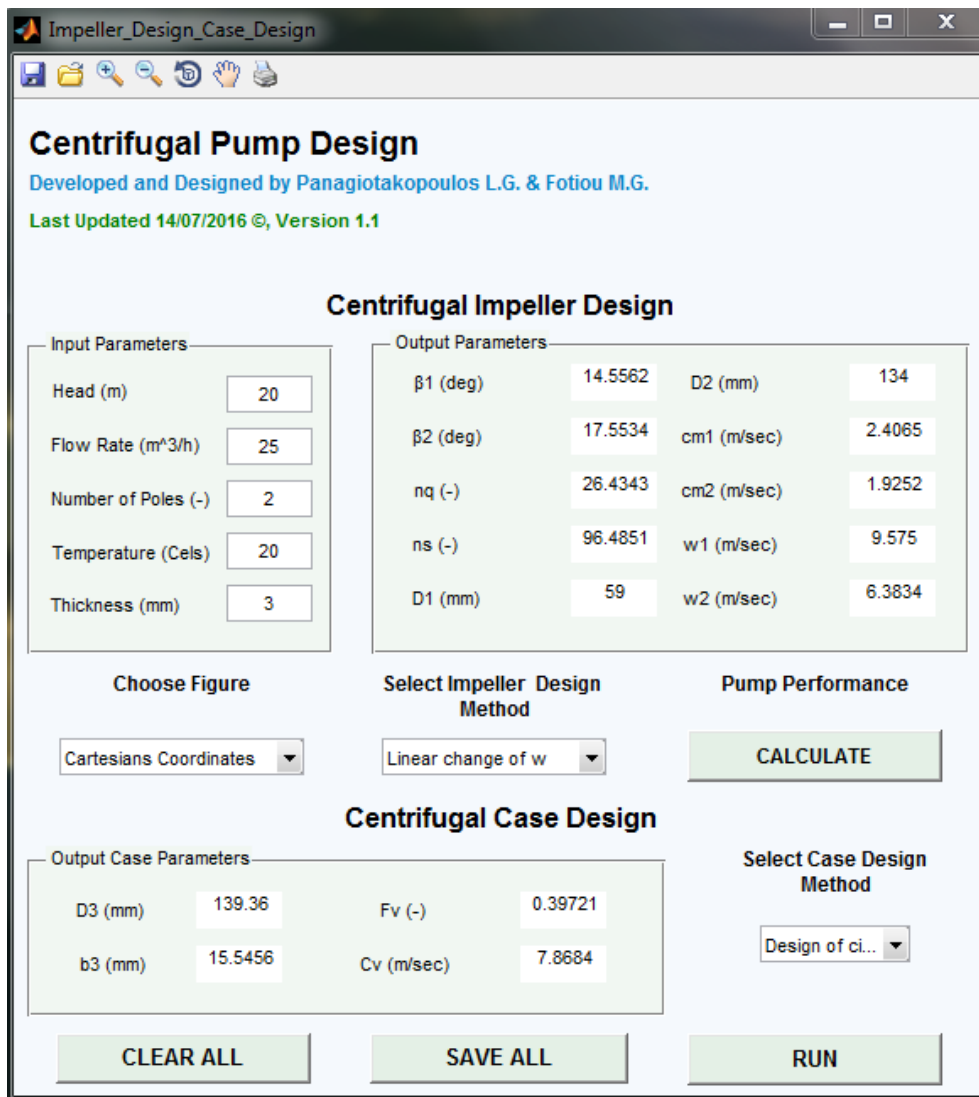 Impeller_Design_Case_Design
Centrifugal Pump Design
Developed and Designed by Panagiotakopoulos L.G. & Fotiou M.G.
Last Updated 14/07/2016 ©, Version 1.1
Centrifugal Impeller Design
Input Parameters
Head (m) 20
Flow Rate (m^3/h) 25
Number of Poles (-) 2
Temperature (Cels) 20
Thickness (mm) 3
Output Parameters
β1 (deg) 14.5562 D2 (mm) 134
β2 (deg) 17.5534 cm1 (m/sec) 2.4065
nq (-) 26.4343 cm2 (m/sec) 1.9252
ns (-) 96.4851 w1 (m/sec) 9.575
D1 (mm) 59 w2 (m/sec) 6.3834
Choose Figure
Cartesians Coordinates
Select Impeller Design
Method
Linear change of w
Pump Performance
CALCULATE
Centrifugal Case Design
Output Case Parameters
D3 (mm) 139.36 Fv (-) 0.39721
b3 (mm) 15.5456 Cv (m/sec) 7.8684
Select Case Design
Method
Design of ci...
CLEAR ALL SAVE ALL RUN